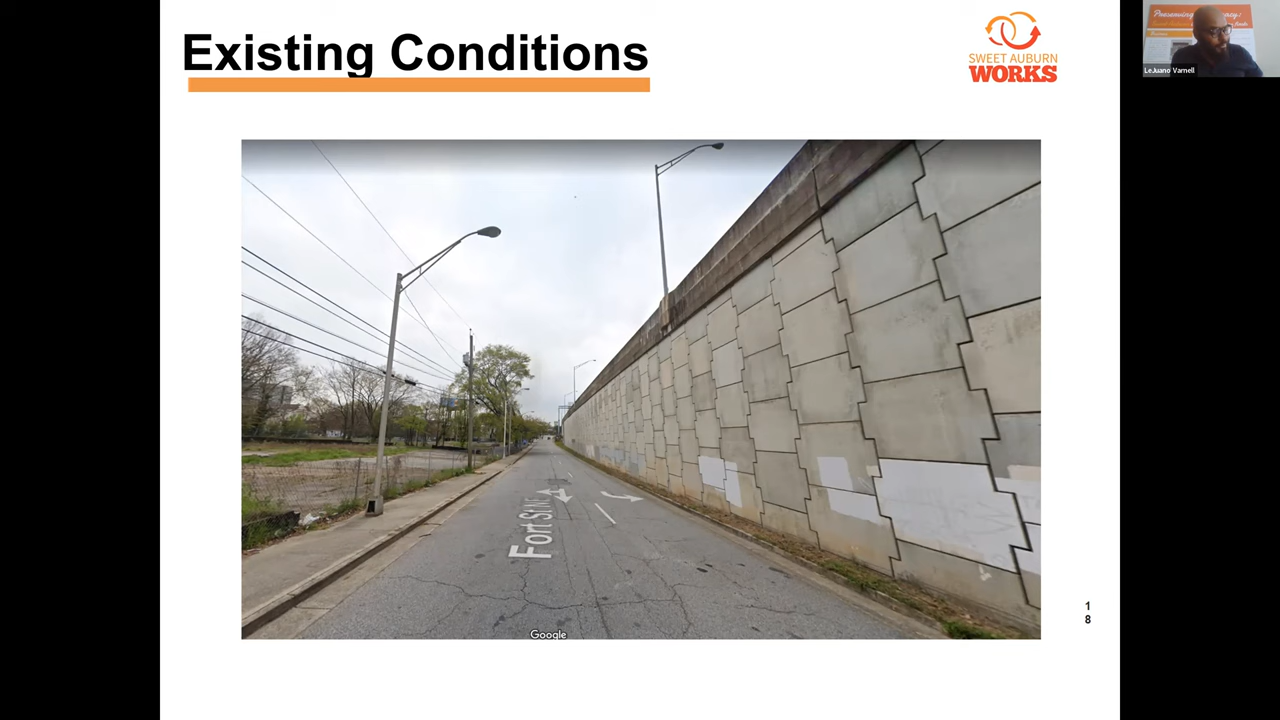 Existing Conditions
SWEET AUBURN
WORKS
Fort St NE
Google
1
8
LeJuano Varnell